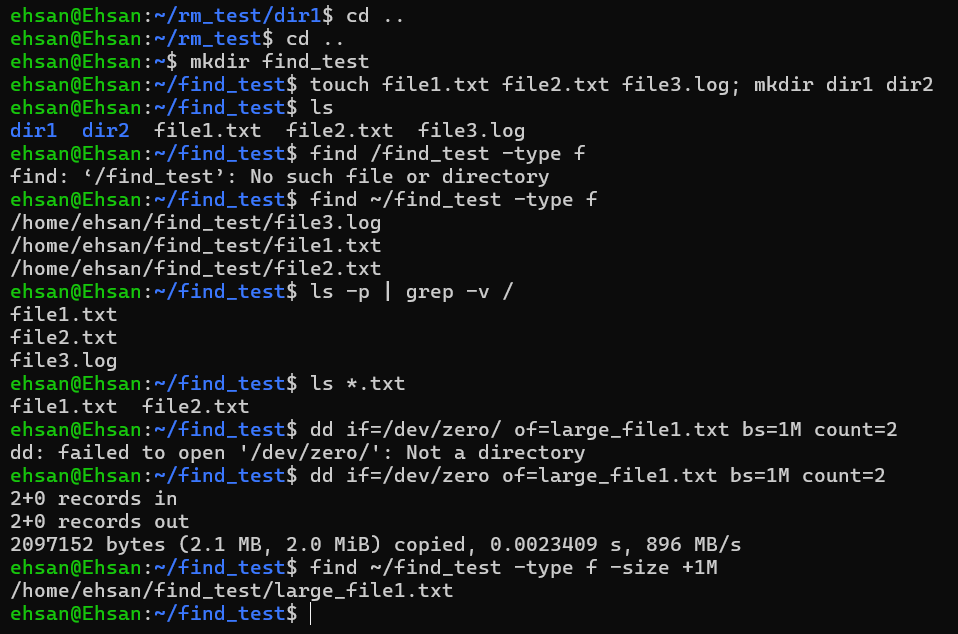 ehsan@Ehsan:~/rm_test/dir1$ cd ..
ehsan@Ehsan:~/rm_test$ cd ..
ehsan@Ehsan:~$ mkdir find_test
ehsan@Ehsan:~/find_test$ touch file1.txt file2.txt file3.log; mkdir dir1 dir2
ehsan@Ehsan:~/find_test$ ls
dir1  dir2  file1.txt  file2.txt  file3.log
ehsan@Ehsan:~/find_test$ find /find_test -type f
find: ‘/find_test’: No such file or directory
ehsan@Ehsan:~/find_test$ find ~/find_test -type f
/home/ehsan/find_test/file3.log
/home/ehsan/find_test/file1.txt
/home/ehsan/find_test/file2.txt
ehsan@Ehsan:~/find_test$ ls -p | grep -v /
file1.txt
file2.txt
file3.log
ehsan@Ehsan:~/find_test$ ls *.txt
file1.txt  file2.txt
ehsan@Ehsan:~/find_test$ dd if=/dev/zero/ of=large_file1.txt bs=1M count=2
dd: failed to open '/dev/zero/': Not a directory
ehsan@Ehsan:~/find_test$ dd if=/dev/zero of=large_file1.txt bs=1M count=2
2+0 records in
2+0 records out
2097152 bytes (2.1 MB, 2.0 MiB) copied, 0.0023409 s, 896 MB/s
ehsan@Ehsan:~/find_test$ find ~/find_test -type f -size +1M
/home/ehsan/find_test/large_file1.txt
ehsan@Ehsan:~/find_test$